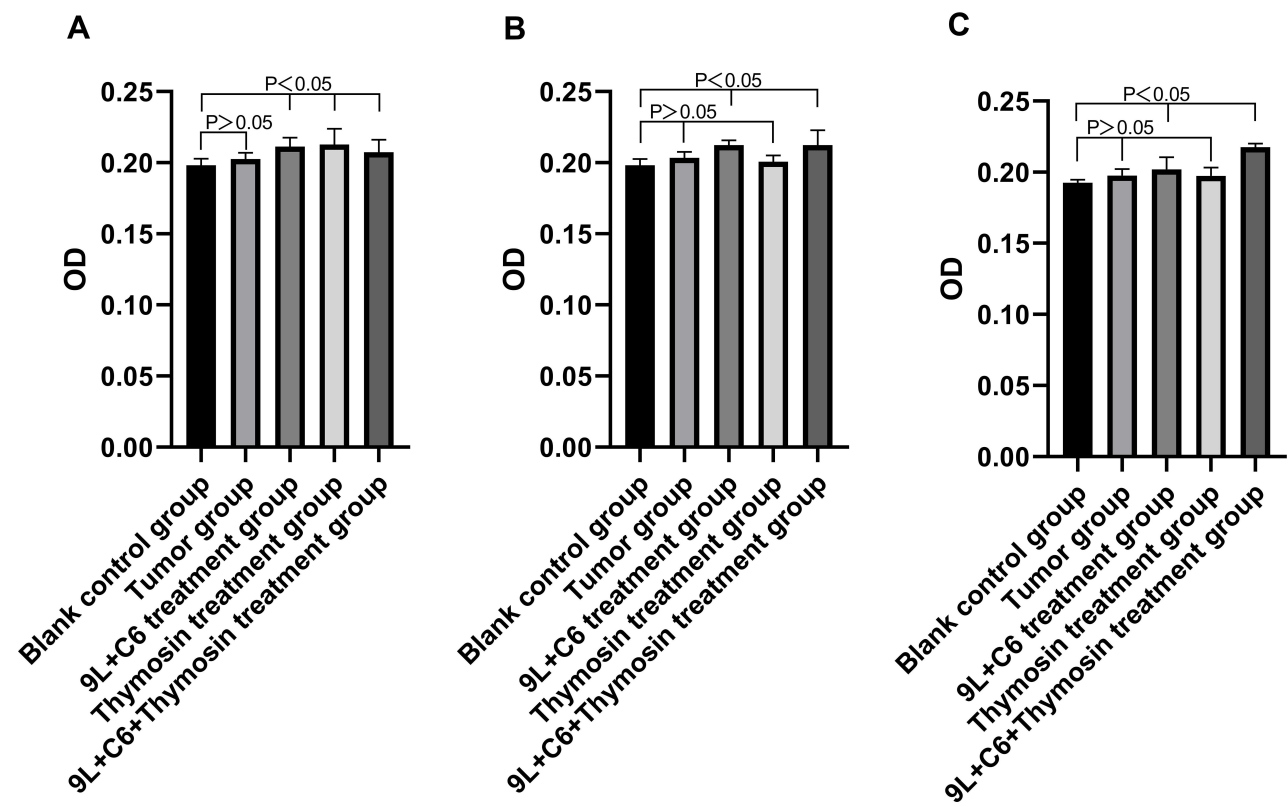 A
P＜0.05
P＞0.05
0.25
0.20
0.15
0.10
0.05
0.00
OD
Blank control group
Tumor group
9L+C6 treatment group
Thymosin treatment group
9L+C6+Thymosin treatment group
B
P＜0.05
P＞0.05
0.25
0.20
0.15
0.10
0.05
0.00
OD
Blank control group
Tumor group
9L+C6 treatment group
Thymosin treatment group
9L+C6+Thymosin treatment group
C
P＜0.05
P＞0.05
0.25
0.20
0.15
0.10
0.05
0.00
OD
Blank control group
Tumor group
9L+C6 treatment group
Thymosin treatment group
9L+C6+Thymosin treatment group